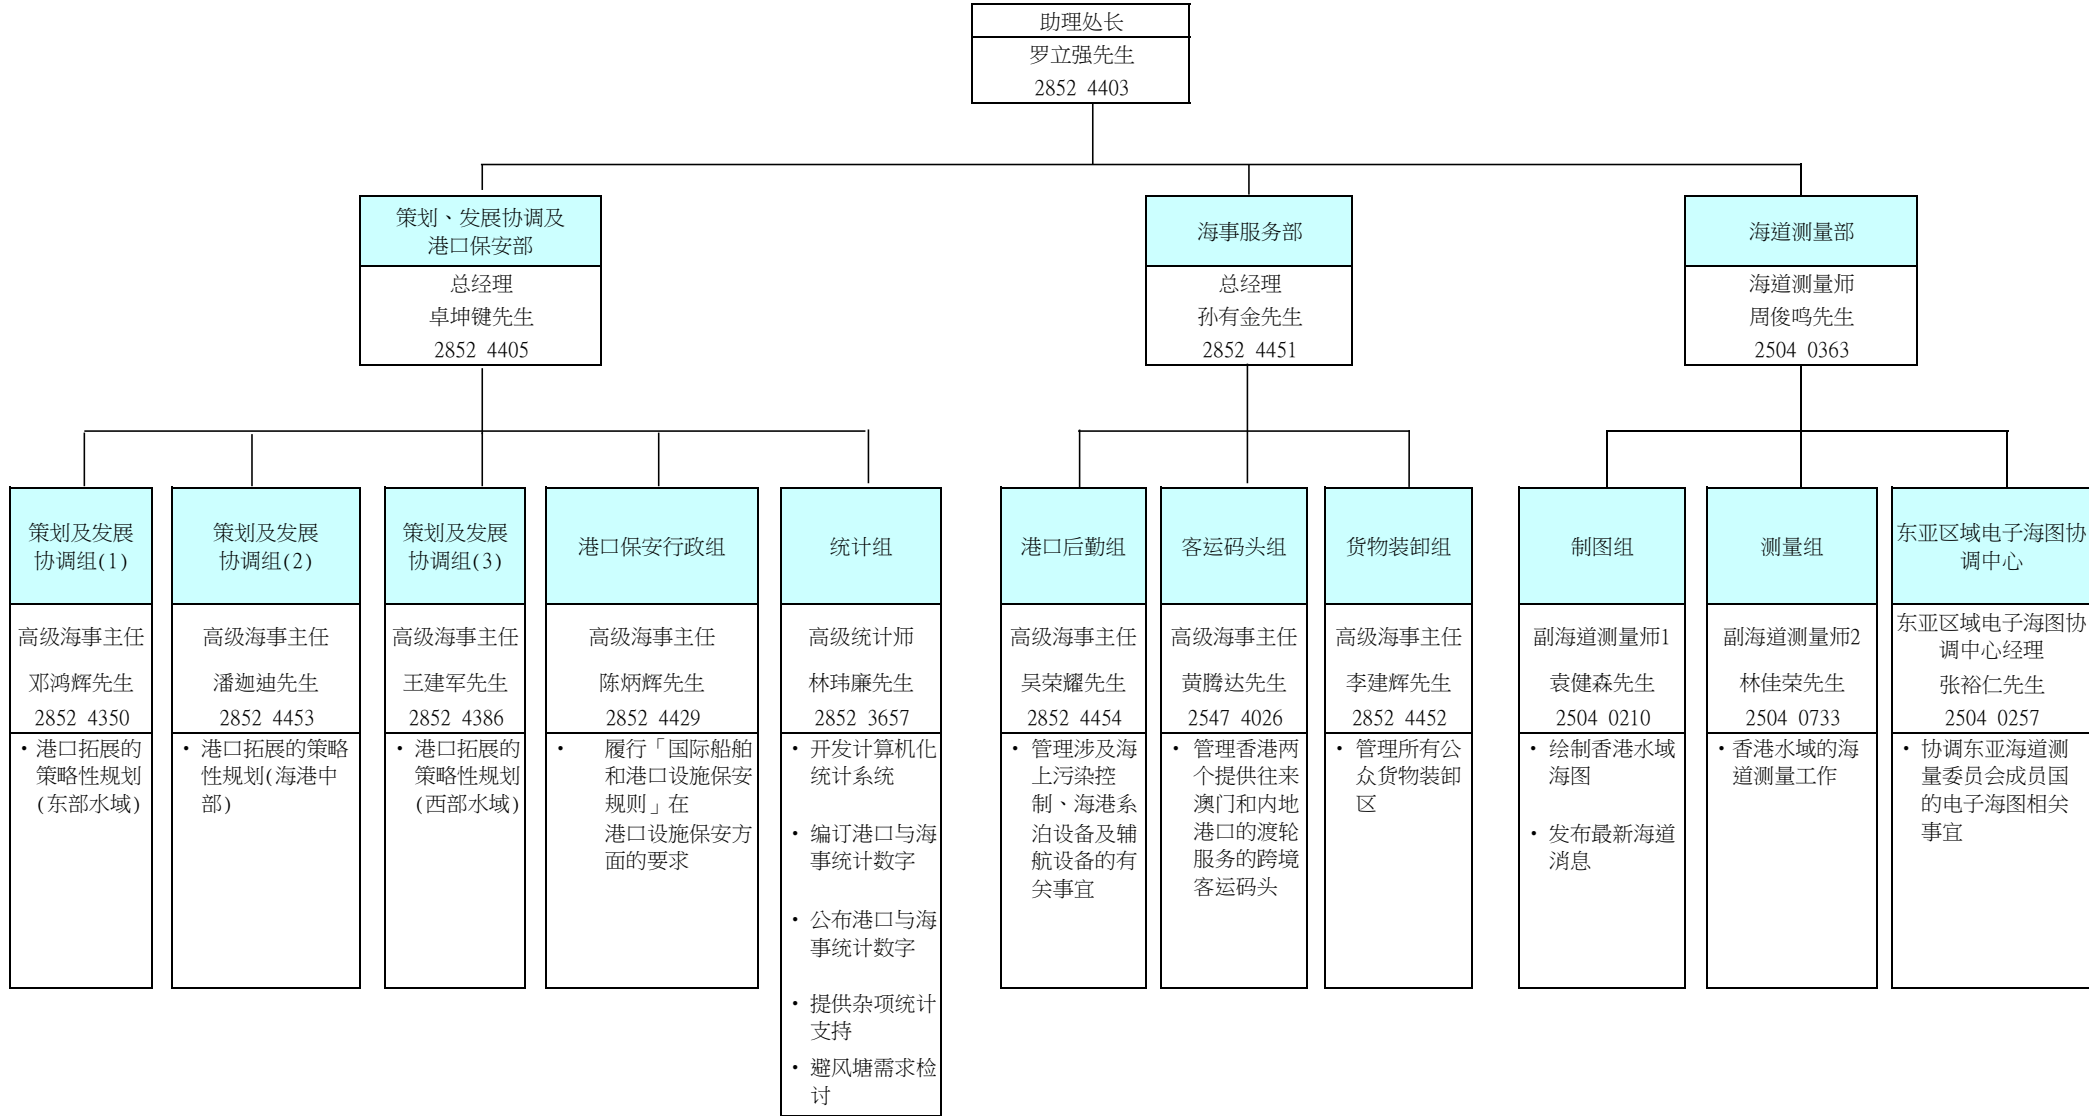 助理处长
罗立强先生
2852 4403
策划、发展协调及
港口保安部
总经理
卓坤键先生
2852 4405
海事服务部
总经理
孙有金先生
2852 4451
海道测量部
海道测量师
周俊鸣先生
2504 0363
策划及发展
协调组(1)
高级海事主任
邓鸿辉先生
2852 4350
• 港口拓展的
策略性规划
(东部水域)
策划及发展
协调组(2)
高级海事主任
潘迦迪先生
2852 4453
• 港口拓展的策略
性规划(海港中
部)
策划及发展
协调组(3)
高级海事主任
王建军先生
2852 4386
• 港口拓展的
策略性规划
(西部水域)
港口保安行政组
高级海事主任
陈炳辉先生
2852 4429
• 履行「国际船舶
和港口设施保安
规则」在
港口设施保安方
面的要求
统计组
高级统计师
林玮廉先生
2852 3657
• 开发计算机化
统计系统
• 编订港口与海
事统计数字
• 公布港口与海
事统计数字
• 提供杂项统计
支持
• 避风塘需求检
讨
港口后勤组
高级海事主任
吴荣耀先生
2852 4454
• 管理涉及海
上污染控
制、海港系
泊设备及辅
航设备的有
关事宜
客运码头组
高级海事主任
黄腾达先生
2547 4026
• 管理香港两
个提供往来
澳门和内地
港口的渡轮
服务的跨境
客运码头
货物装卸组
高级海事主任
李建辉先生
2852 4452
• 管理所有公
众货物装卸
区
制图组
副海道测量师1
袁健森先生
2504 0210
• 绘制香港水域
海图
• 发布最新海道
消息
测量组
副海道测量师2
林佳荣先生
2504 0733
• 香港水域的海
道测量工作
东亚区域电子海图协
调中心
东亚区域电子海图协
调中心经理
张裕仁先生
2504 0257
• 协调东亚海道测
量委员会成员国
的电子海图相关
事宜